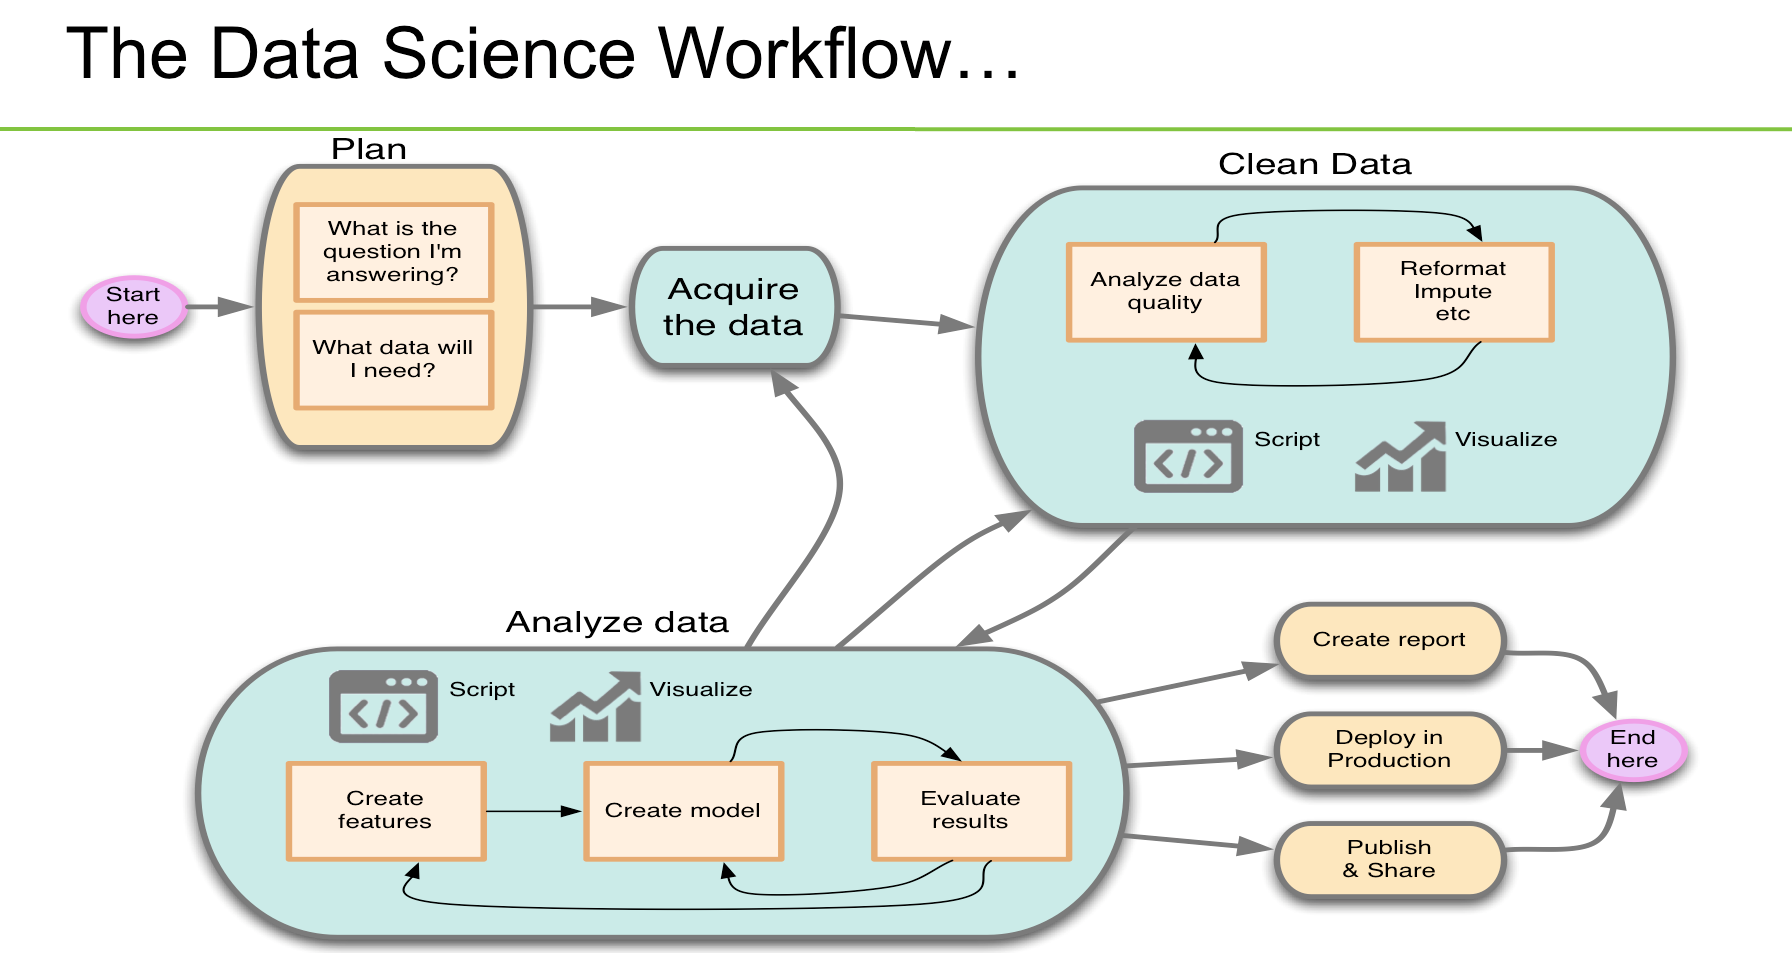 The Data Science Workflow…
Plan
What is the
question I'm
answering?
What data will
I need?
Start
here
Acquire
the data
Clean Data
Analyze data
quality
Reformat
Impute
etc
Script
Visualize
Analyze data
Script
Visualize
Create
features
Create model
Evaluate
results
Create report
Deploy in
Production
Publish
& Share
End
here